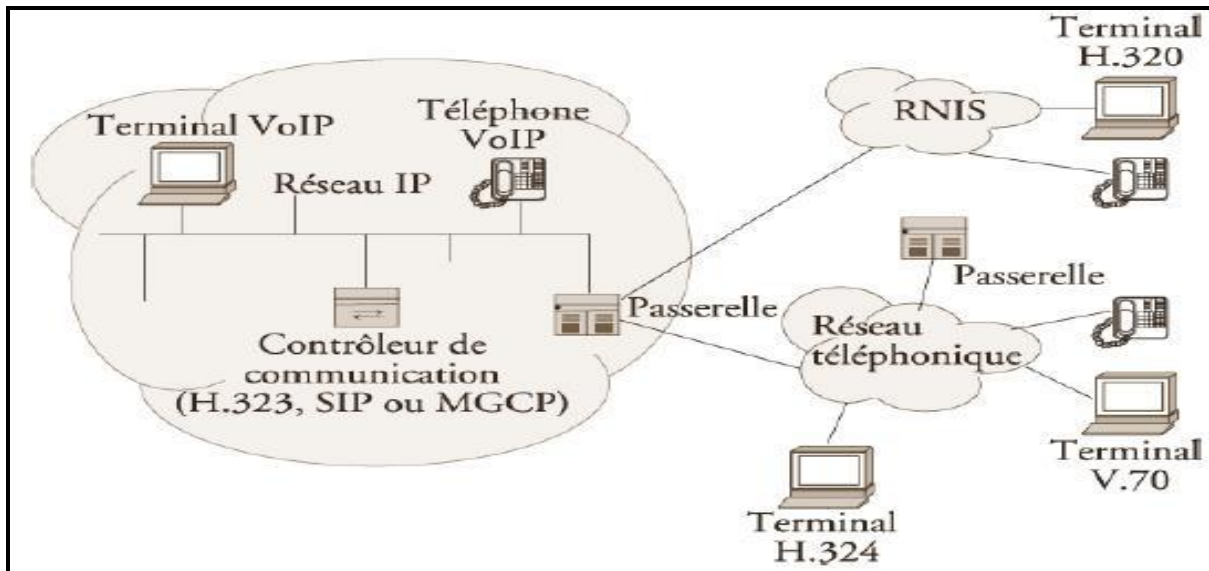 Terminal VoIP
Téléphone
VoIP
Réseau IP
Contrôleur de
communication
(H.323, SIP ou MGCP)
Passerelle
RNIS
Terminal
H.320
Passerelle
Réseau
téléphonique
Terminal
V.70
Terminal
H.324